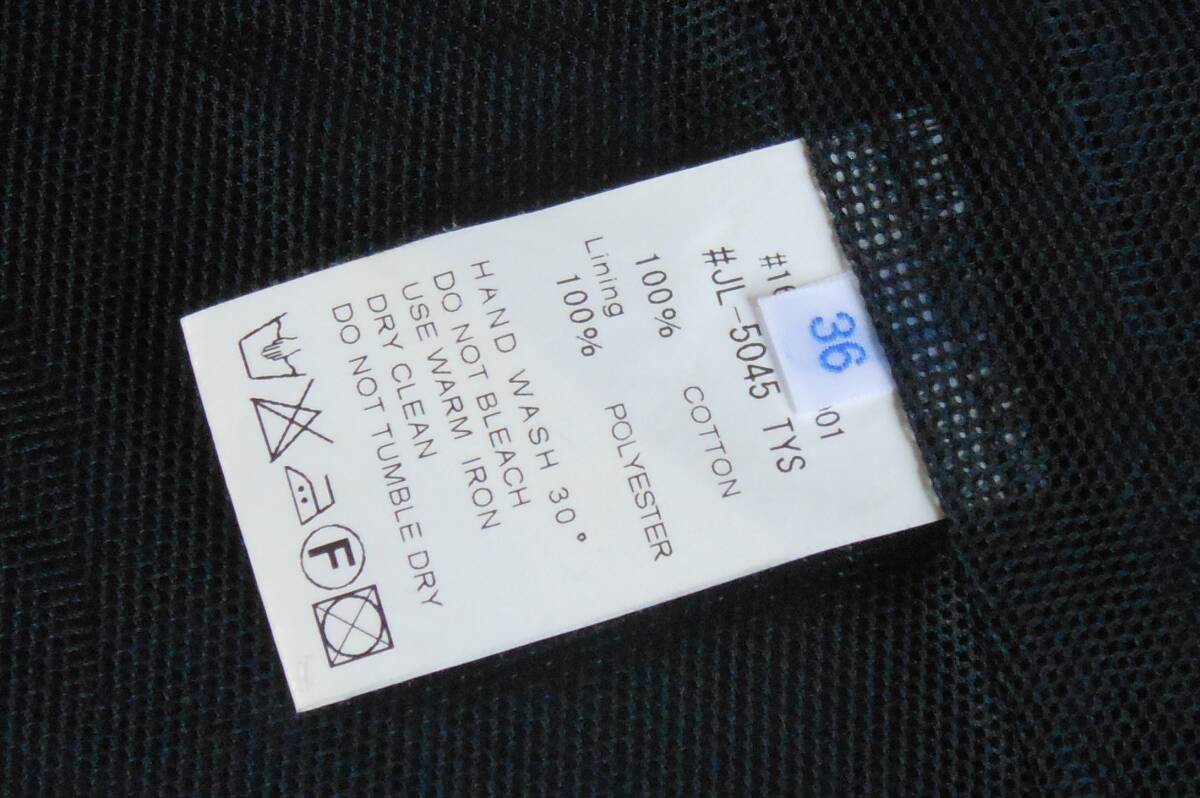 36
#JL-5045 TYS
100% COTTON
Lining
100% POLYESTER
HAND WASH 30°
DO NOT BLEACH
USE WARM IRON
DRY CLEAN
DO NOT TUMBLE DRY
F